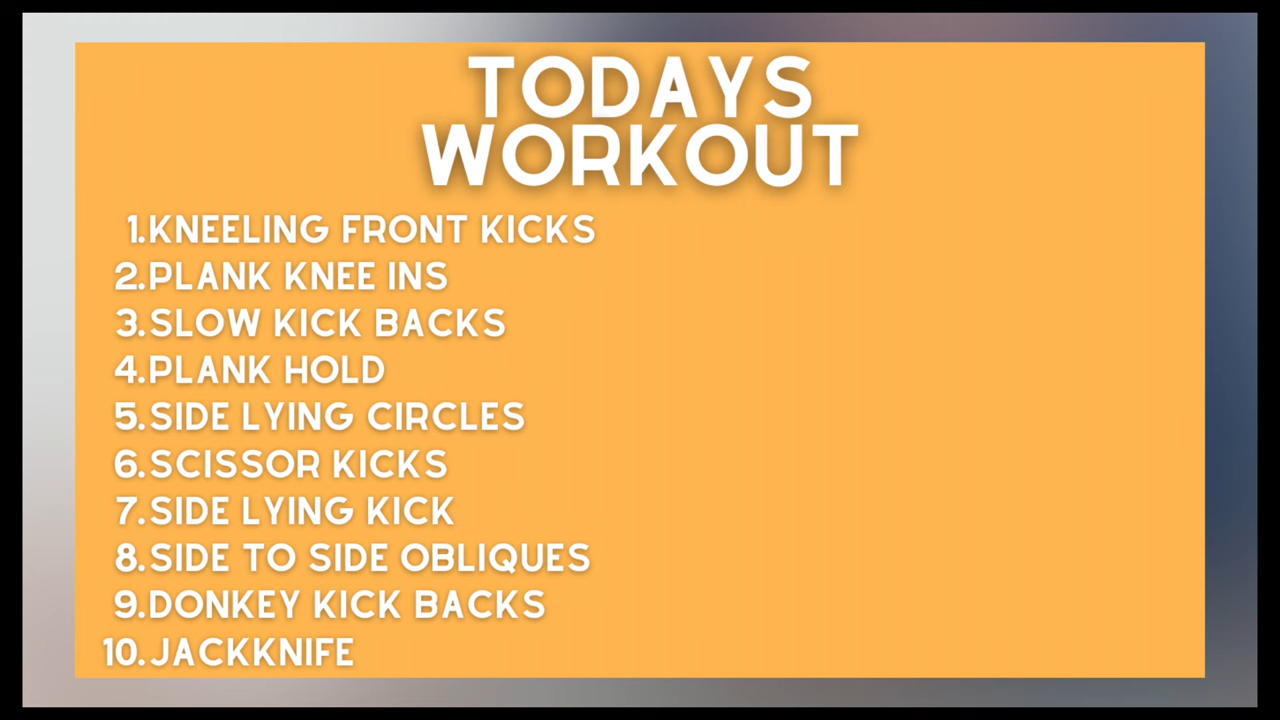 TODAYS
WORKOUT
1.KNEELING FRONT KICKS
2.PLANK KNEE INS
3.SLOW KICK BACKS
4.PLANK HOLD
5.SIDE LYING CIRCLES
6.SCISSOR KICKS
7.SIDE LYING KICK
8.SIDE TO SIDE OBLIQUES
9.DONKEY KICK BACKS
10.JACKKNIFE